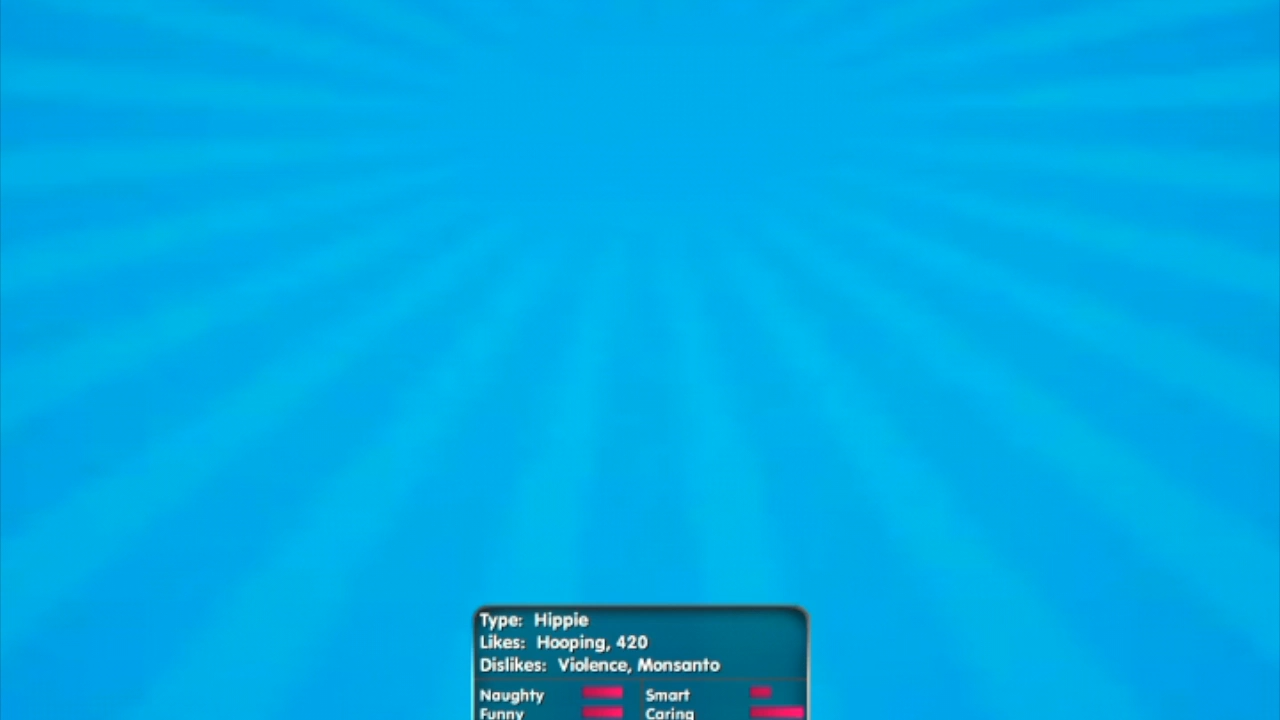 Type: Hippie
Likes: Hooping, 420
Dislikes: Violence, Monsanto
Naughty Smart
Funny Caring